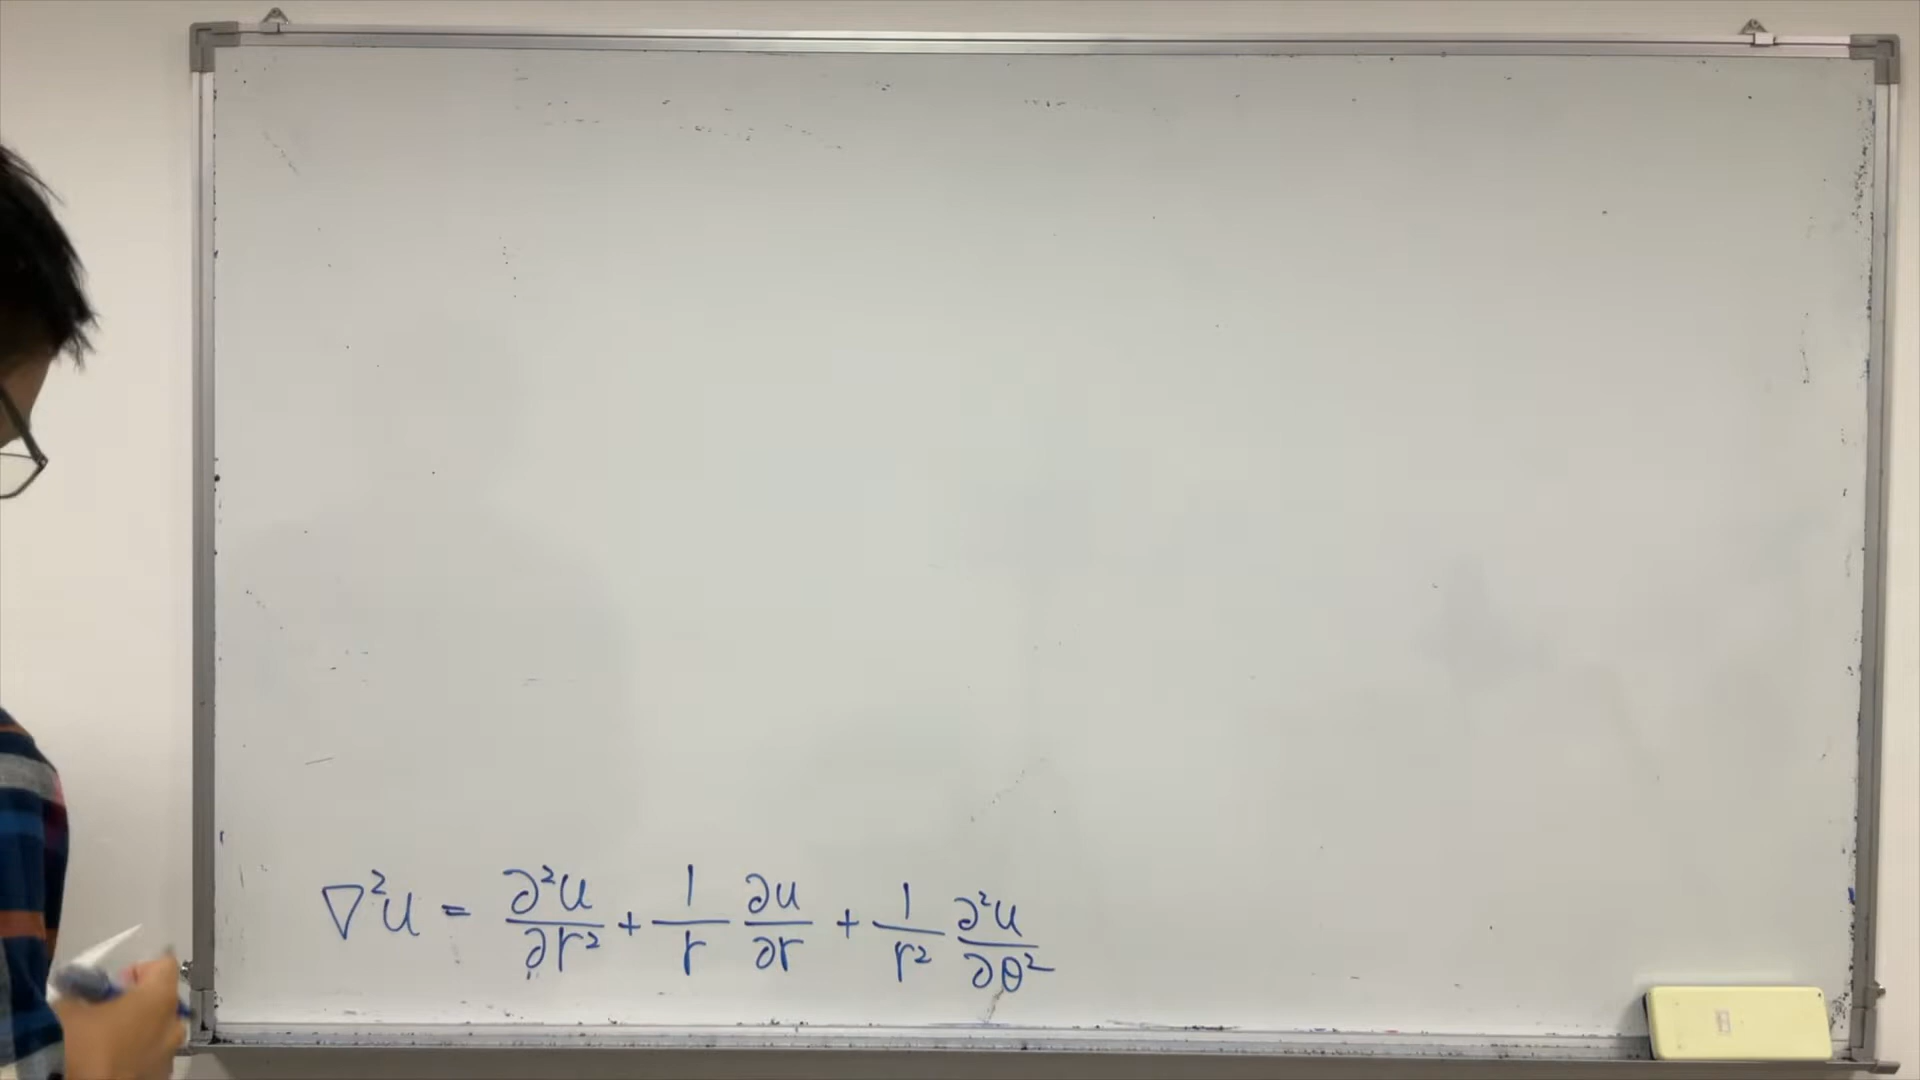 ∇²u = ∂²u/∂r² + 1/r ∂u/∂r + 1/r² ∂²u/∂θ²